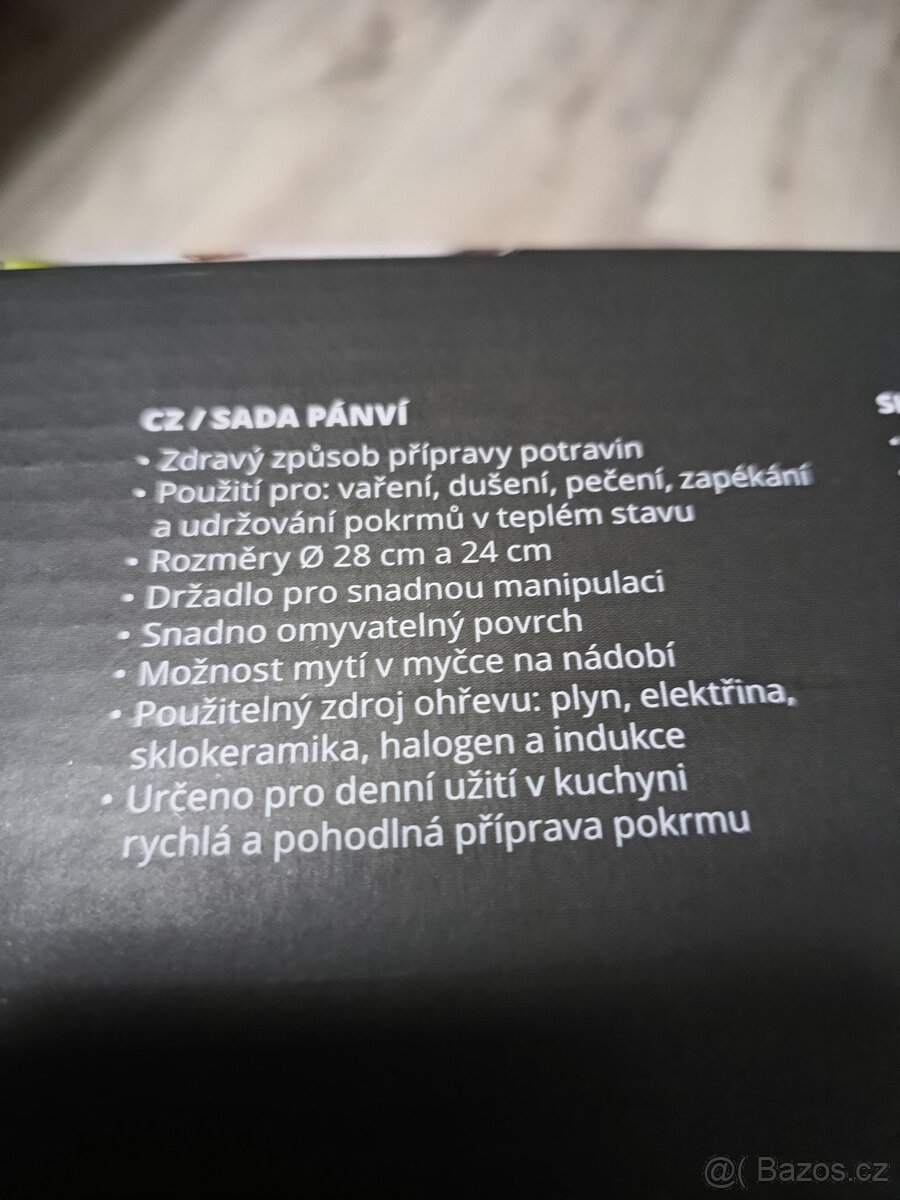 CZ / SADA PÁNVÍ
• Zdravý způsob přípravy potravin
• Použití pro: vaření, dušení, pečení, zapékání
a udržování pokrmů v teplém stavu
• Rozměry Ø 28 cm a 24 cm
• Držadlo pro snadnou manipulaci
• Snadno omyvatelný povrch
• Možnost mytí v myčce na nádobí
• Použitelný zdroj ohřevu: plyn, elektřina,
sklokeramika, halogen a indukce
• Určeno pro denní užití v kuchyni
rychlá a pohodlná příprava pokrmu
@( Bazos.cz